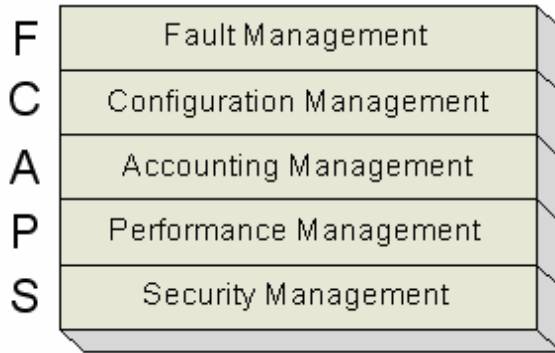 F Fault Management
C Configuration Management
A Accounting Management
P Performance Management
S Security Management